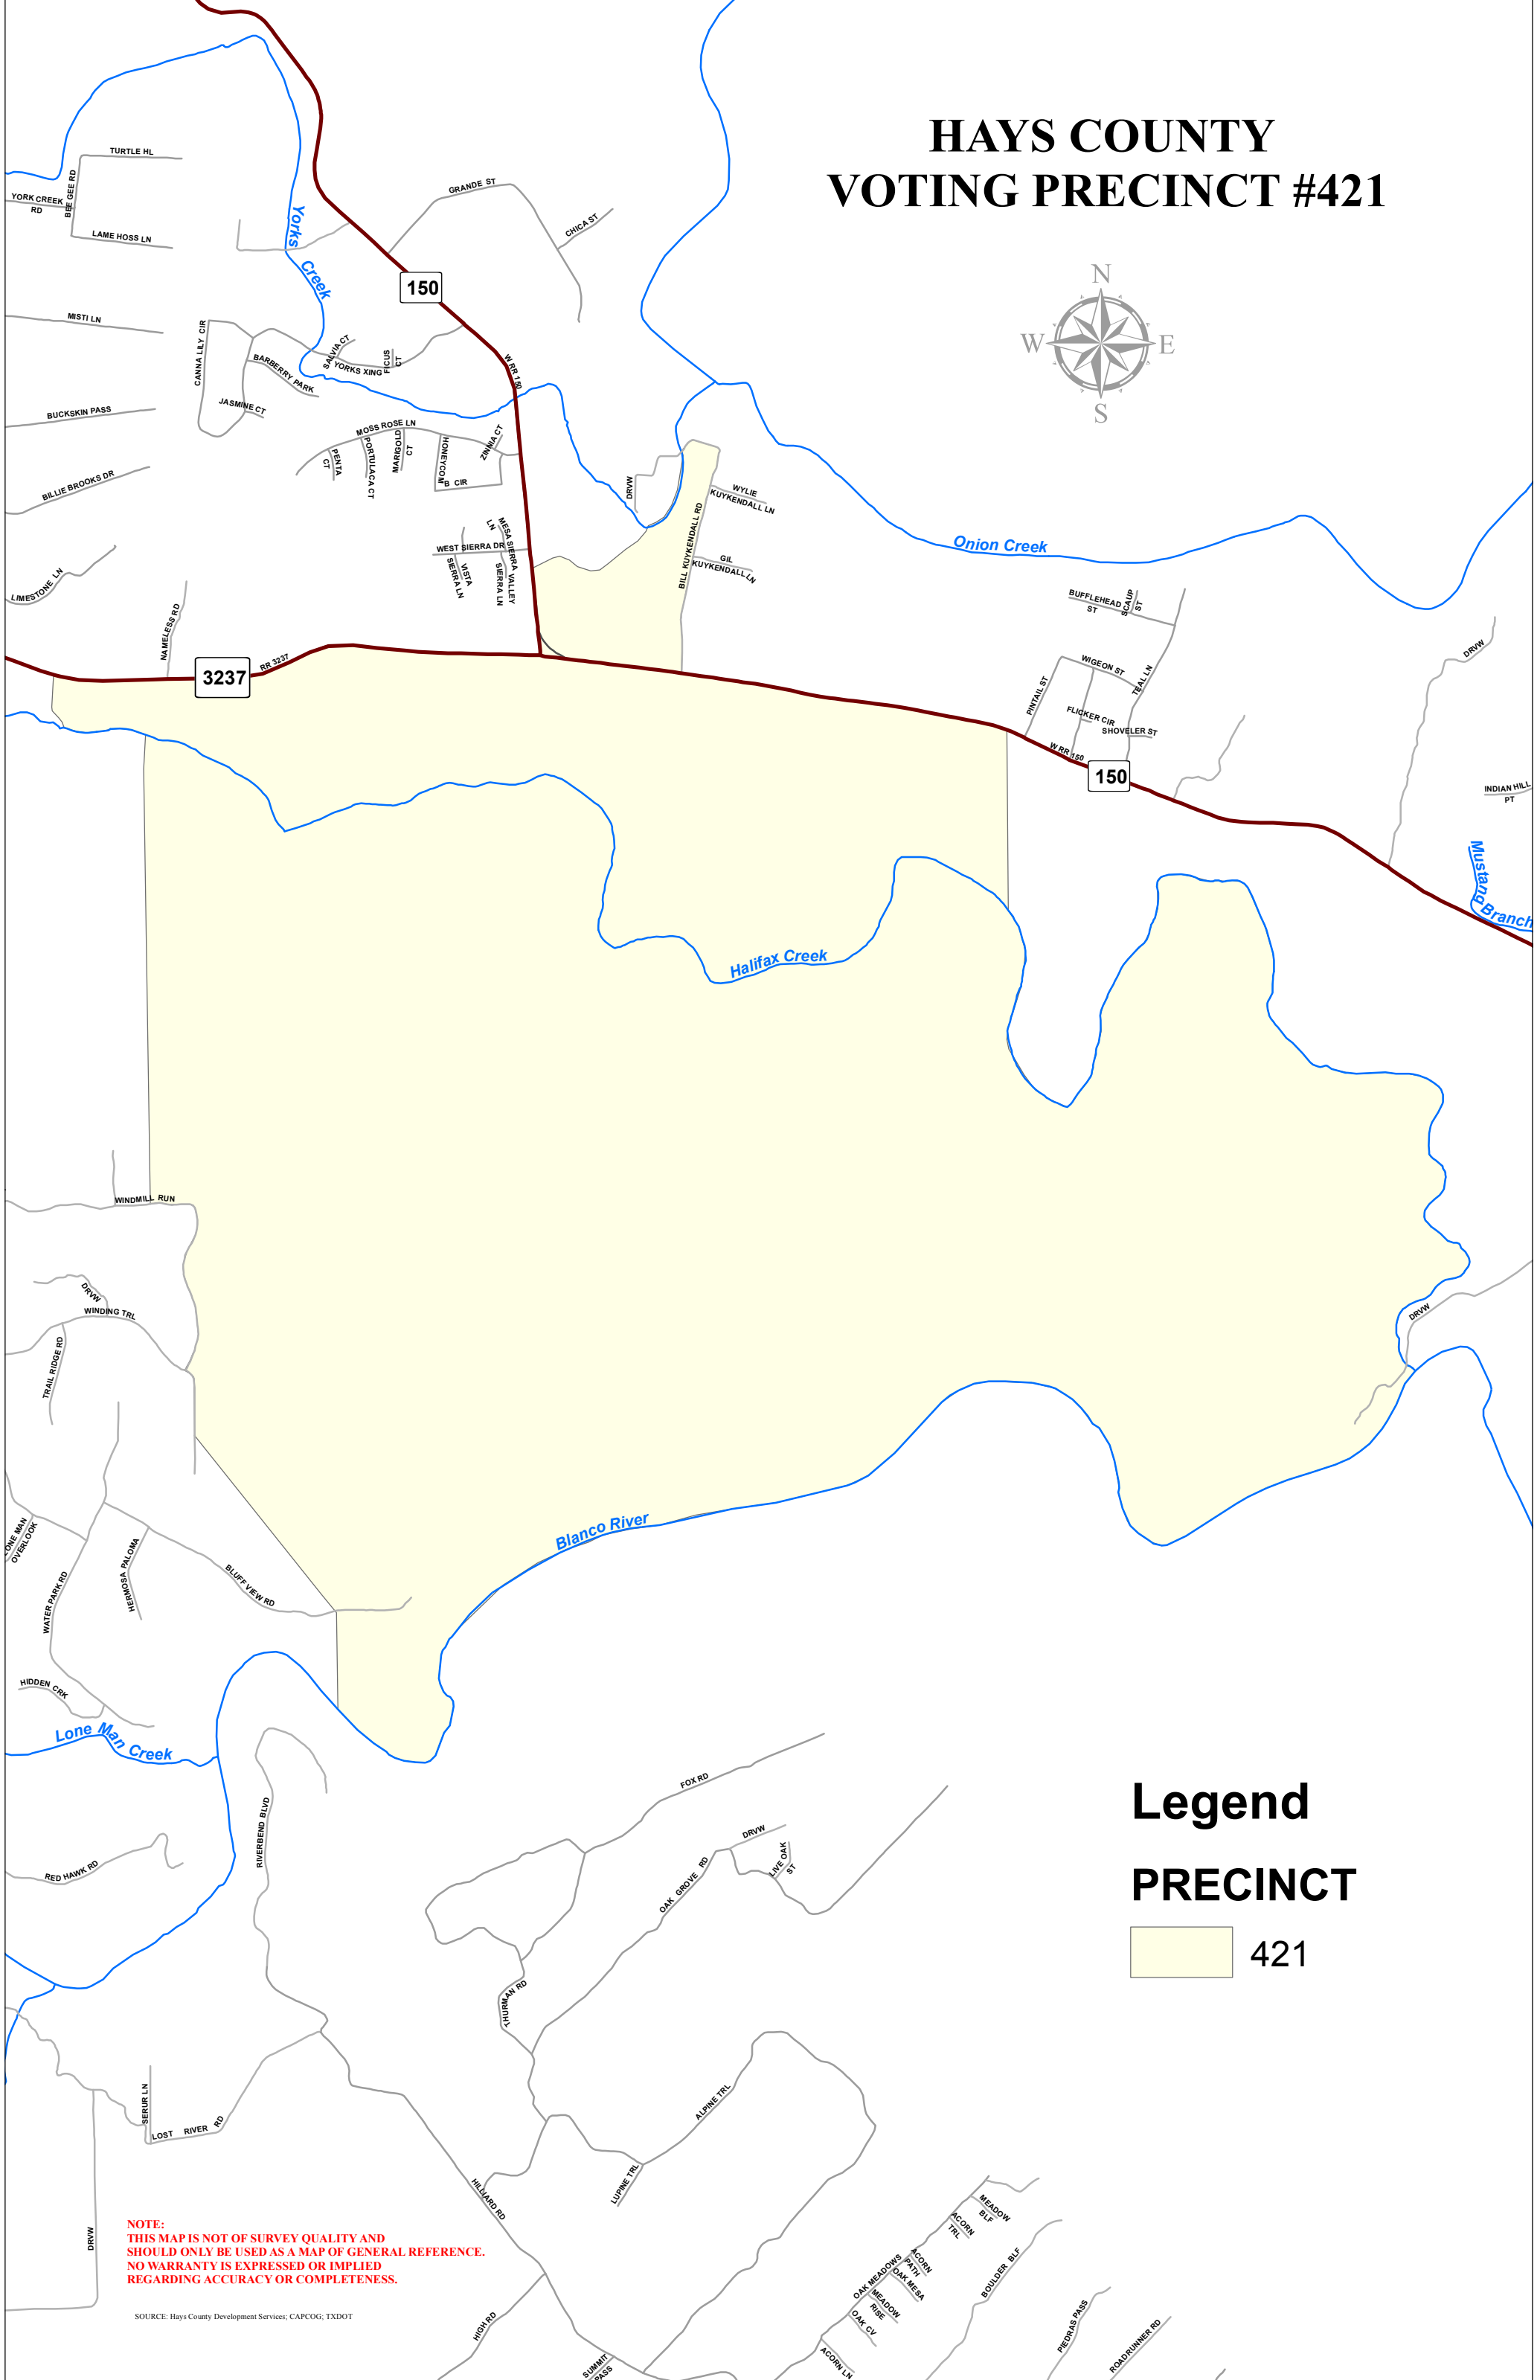 HAYS COUNTY
VOTING PRECINCT #421
N
W
E
S
TURTLE HL
BEE GEE RD
YORK CREEK
RD
LAME HOSS LN
Yorks
Creek
GRANDE ST
CHICA ST
150
MISTI LN
CANNA LILY CIR
BARBERRY PARK
JASMINE CT
SALVIA CT
YORKS XING
FICUS
CT
W RR 150
BUCKSKIN PASS
MOSS ROSE LN
PENTA
CT
PORTULACA CT
MARIGOLD
CT
HONEYCOM
B CIR
ZINNIA CT
BILLIE BROOKS DR
DRVW
WYLIE
KUYKENDALL LN
BILL KUYKENDALL RD
GIL
KUYKENDALL LN
Onion Creek
WEST SIERRA DR
VISTA
SIERRA LN
MESA SIERRA
LN
VALLEY
SIERRA LN
LIMESTONE LN
NAMELESS RD
BUFFLEHEAD
ST
SCAUP
ST
WIGEON ST
TEAL LN
PINTAIL ST
FLICKER CIR
SHOVELER ST
DRVW
3237
RR 3237
W RR 150
150
INDIAN HILL
PT
Mustang
Branch
Halifax Creek
WINDMILL RUN
DRVW
WINDING TRL
TRAIL RIDGE RD
DRVW
LONE MAN
OVERLOOK
WATER PARK RD
HERMOSA PALOMA
BLUFF VIEW RD
Blanco River
HIDDEN CRK
Lone Man Creek
RED HAWK RD
RIVERBEND BLVD
FOX RD
DRVW
LIVE OAK
ST
OAK GROVE RD
THURMAN RD
Legend
PRECINCT
421
SERUR LN
LOST RIVER RD
ALPINE TRL
LUPINE TRL
HILLIARD RD
DRVW
MEADOW
BLF
ACORN
TRL
ACORN
PATH
OAK MEADOWS
OAK MESA
MEADOW
RISE
OAK CV
ACORN LN
BOULDER BLF
PIEDRAS PASS
ROADRUNNER RD
HIGH RD
SUMMIT
PASS
NOTE:
THIS MAP IS NOT OF SURVEY QUALITY AND
SHOULD ONLY BE USED AS A MAP OF GENERAL REFERENCE.
NO WARRANTY IS EXPRESSED OR IMPLIED
REGARDING ACCURACY OR COMPLETENESS.
SOURCE: Hays County Development Services; CAPCOG; TXDOT